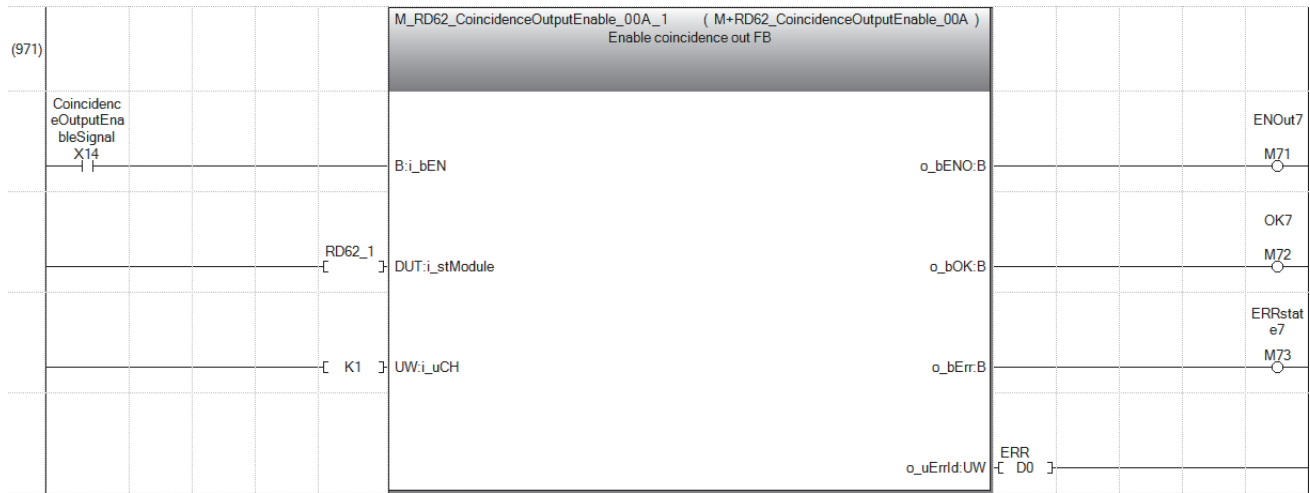 M_RD62_CoincidenceOutputEnable_00A_1 ( M+RD62_CoincidenceOutputEnable_00A )
Enable coincidence out FB
(971)
Coincidenc
eOutputEna
bleSignal
X14
B:i_bEN
o_bENO:B
ENOut7
M71
RD62_1
DUT:i_stModule
o_bOK:B
OK7
M72
K1
UW:i_uCH
o_bErr:B
ERRstat
e7
M73
o_uErrId:UW
ERR
D0